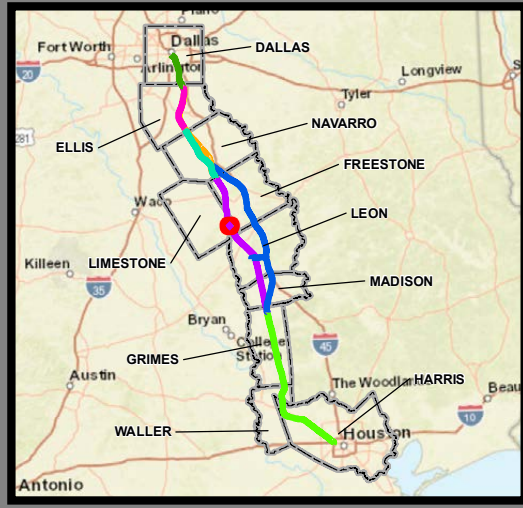 Plano
Fort Worth
Dallas
DALLAS
Arlington
20
Longview
Tyler
NAVARRO
281
ELLIS
FREESTONE
Waco
LEON
Killeen
LIMESTONE
35
MADISON
Bryan
College
Station
45
GRIMES
Austin
The Woodlan
HARRIS
Beau
10
WALLER
Houston
Antonio